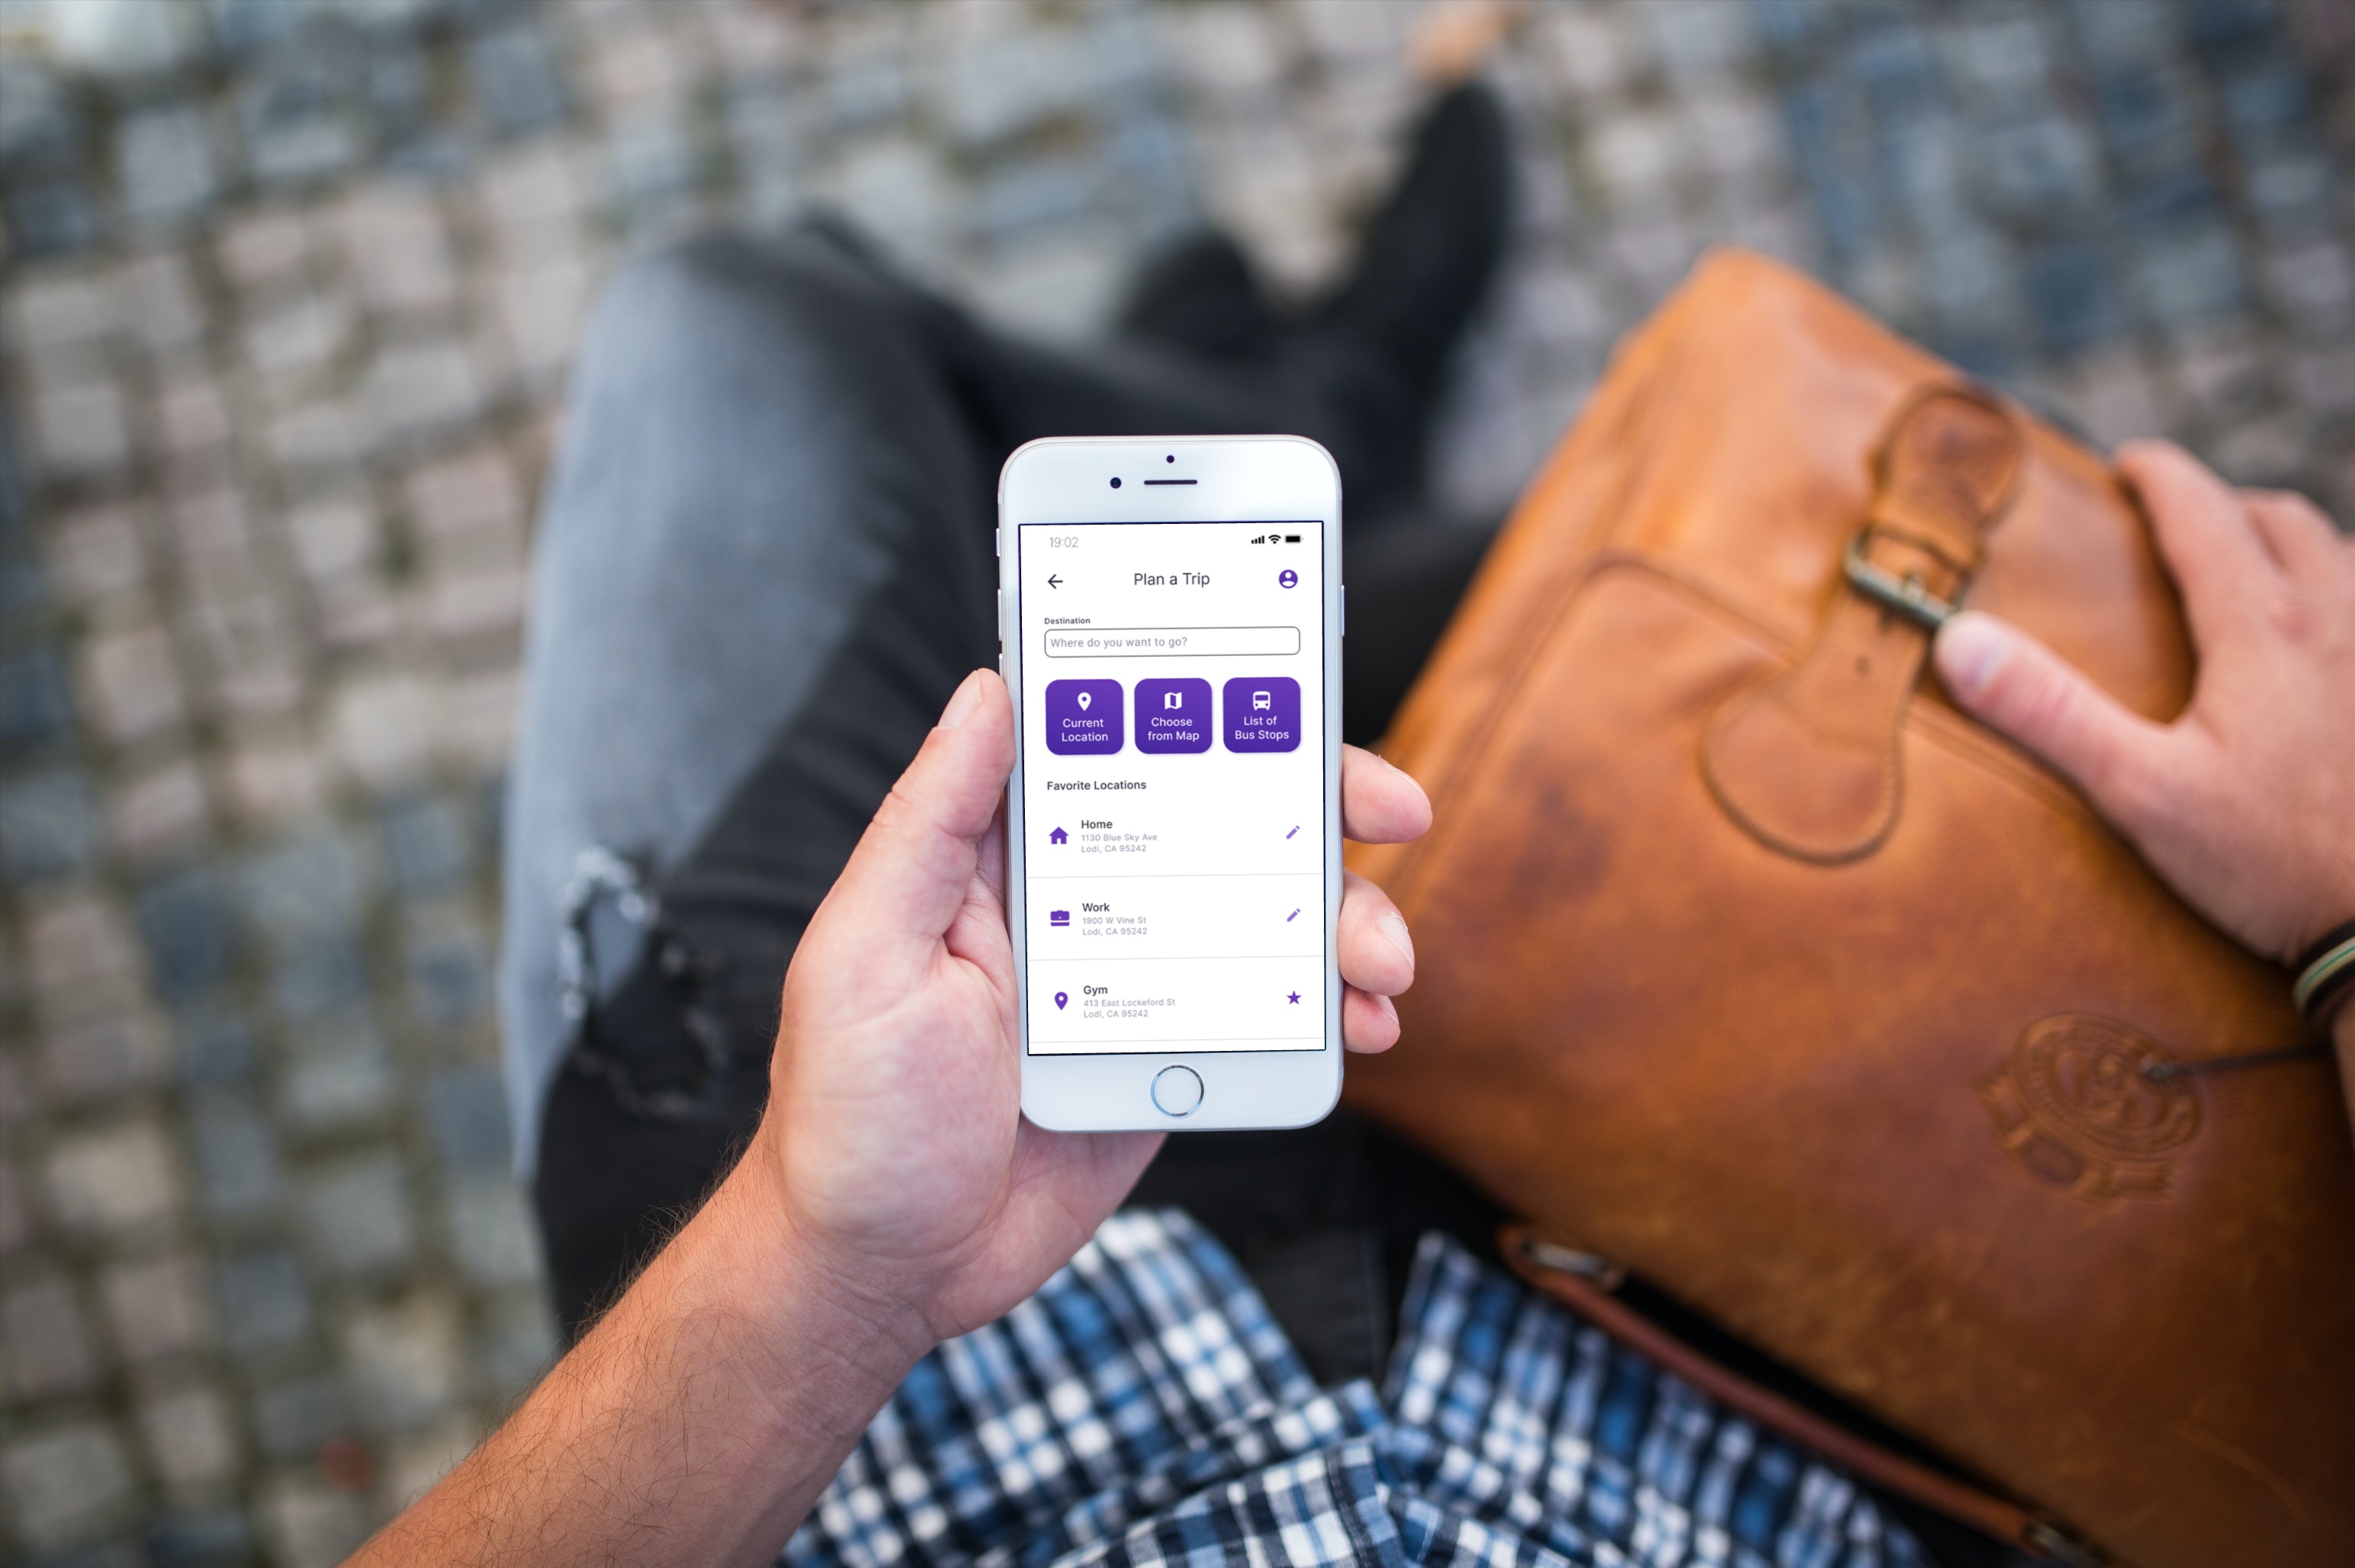 19:02
Plan a Trip
Destination
Where do you want to go?
Current
Location
Choose
from Map
List of
Bus Stops
Favorite Locations
Home
1130 Blue Sky Ave
Lodi, CA 95242
Work
1900 W Vine St
Lodi, CA 95242
Gym
413 East Lockeford St
Lodi, CA 95242